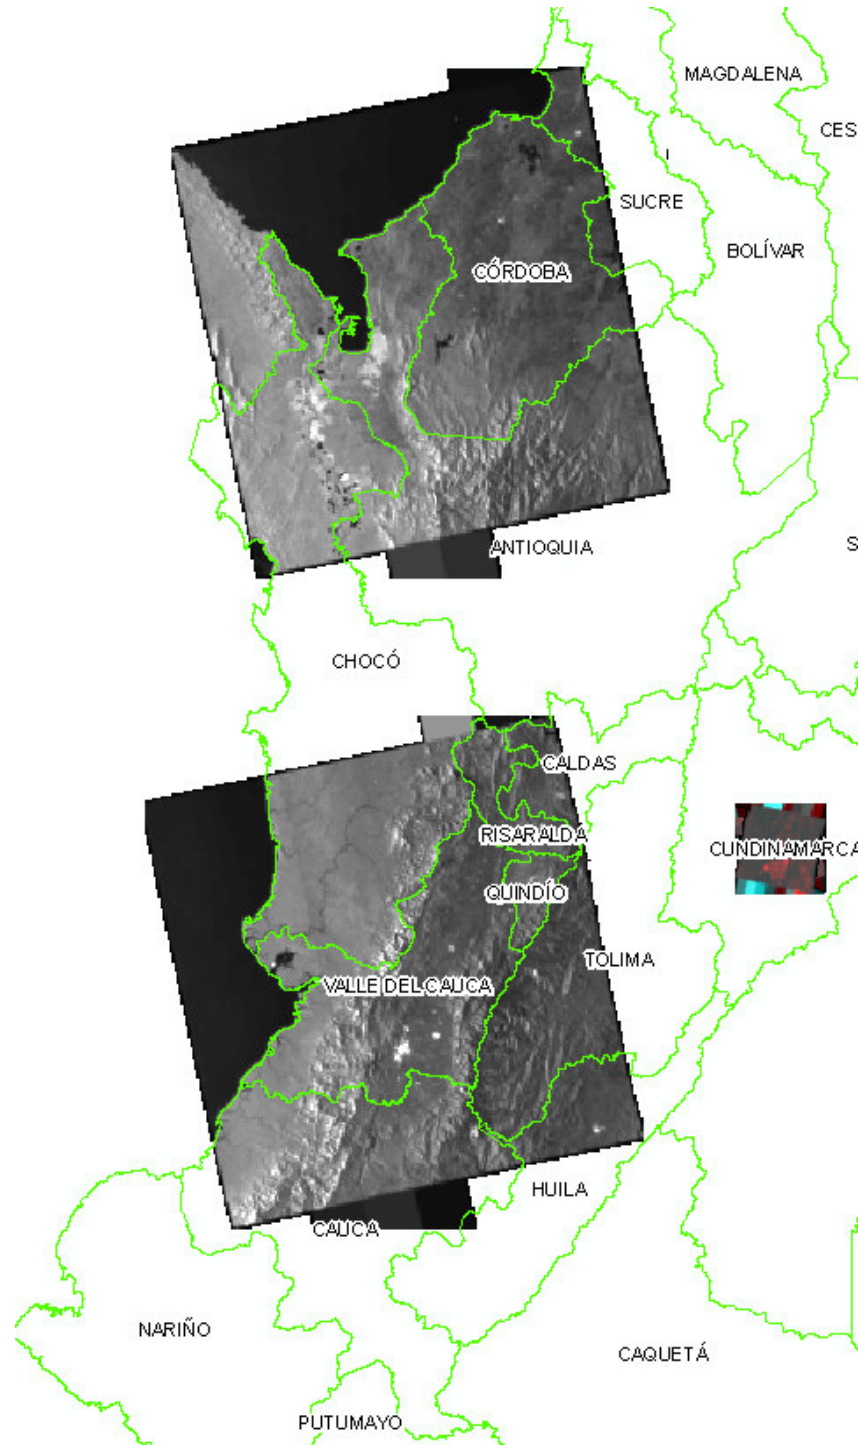 MAGDALENA
CES
SUCRE
BOLÍVAR
CÓRDOBA
ANTIOQUIA
S
CHOCÓ
CALDAS
RISARALDA
CUNDINAMARCA
QUINDÍO
TOLIMA
VALLE DEL CAUCA
HUILA
CAUCA
NARIÑO
CAQUETÁ
PUTUMAYO